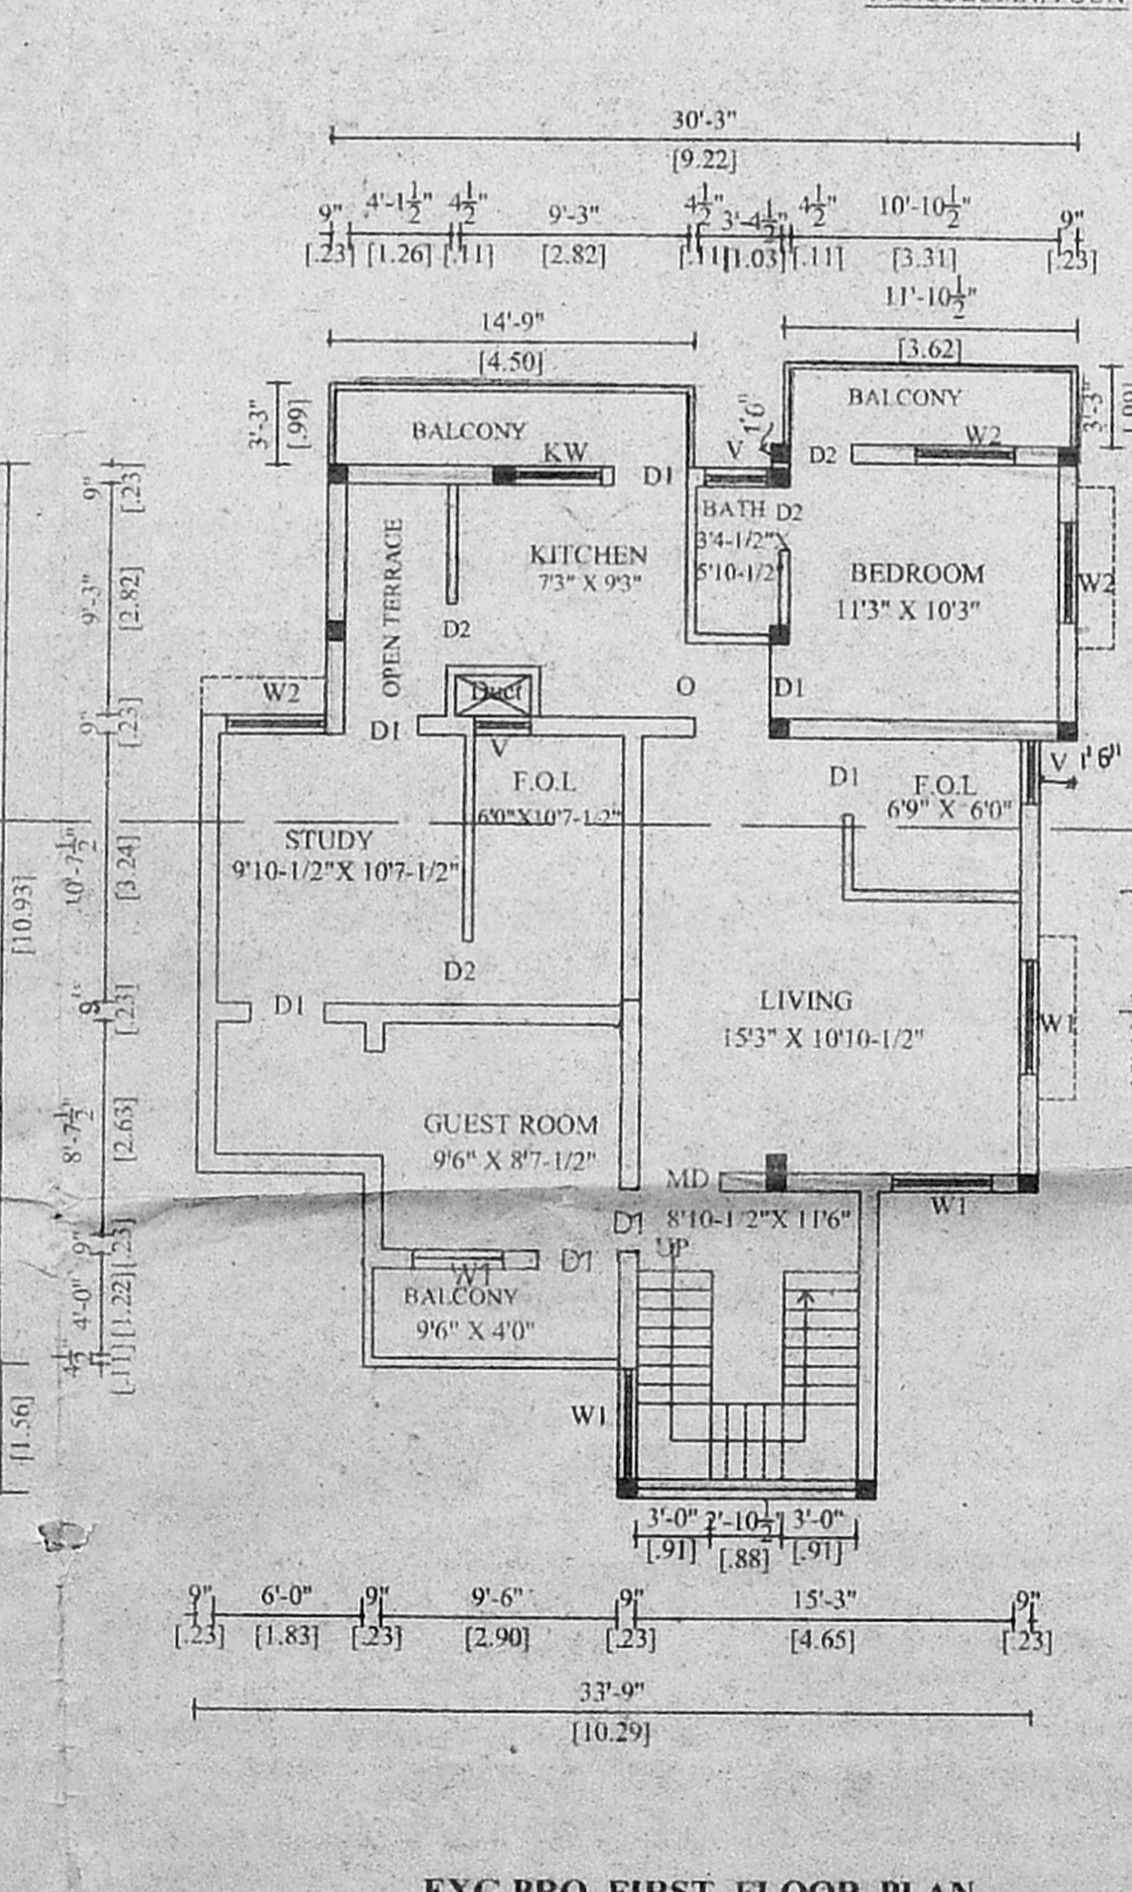 30'-3"
[9.22]
9" 4'-1½" 4½" 9'-3" 4½" 3'-4½" 4½" 10'-10½" 9"
[.23] [1.26] [.11] [2.82] [.11] [1.03] [.11] [3.31] [.23]
11'-10½"
[3.62]
14'-9"
[4.50]
3'-3"
[.99]
BALCONY
BALCONY
3'-3"
1'6"
KW D1 V D2 W2
9"
[.23]
BATH D2
3'4-1/2"X
5'10-1/2"
OPEN TERRACE
KITCHEN
7'3" X 9'3"
BEDROOM
11'3" X 10'3"
W2
9'-3"
[2.82]
D2
W2
Duct
O
D1
9"
[.23]
D1
V
F.O.L
6'0"X10'7-1/2"
D1
F.O.L
6'9" X 6'0"
V 1'6"
STUDY
9'10-1/2"X 10'7-1/2"
10'-7½"
[3.24]
[10.93]
D2
D1
9"
[.23]
LIVING
15'3" X 10'10-1/2"
W1
GUEST ROOM
9'6" X 8'7-1/2"
8'-7½"
[2.63]
MD
W1
D1 8'10-1/2"X 11'6"
UP
9"
[.23]
W1 D1
BALCONY
9'6" X 4'0"
4'-0"
[1.22]
4½"
[.11]
[1.56]
W1
3'-0" 2'-10½" 3'-0"
[.91] [.88] [.91]
9" 6'-0" 9" 9'-6" 9" 15'-3" 9"
[.23] [1.83] [.23] [2.90] [.23] [4.65] [.23]
33'-9"
[10.29]
FIRST FLOOR PLAN